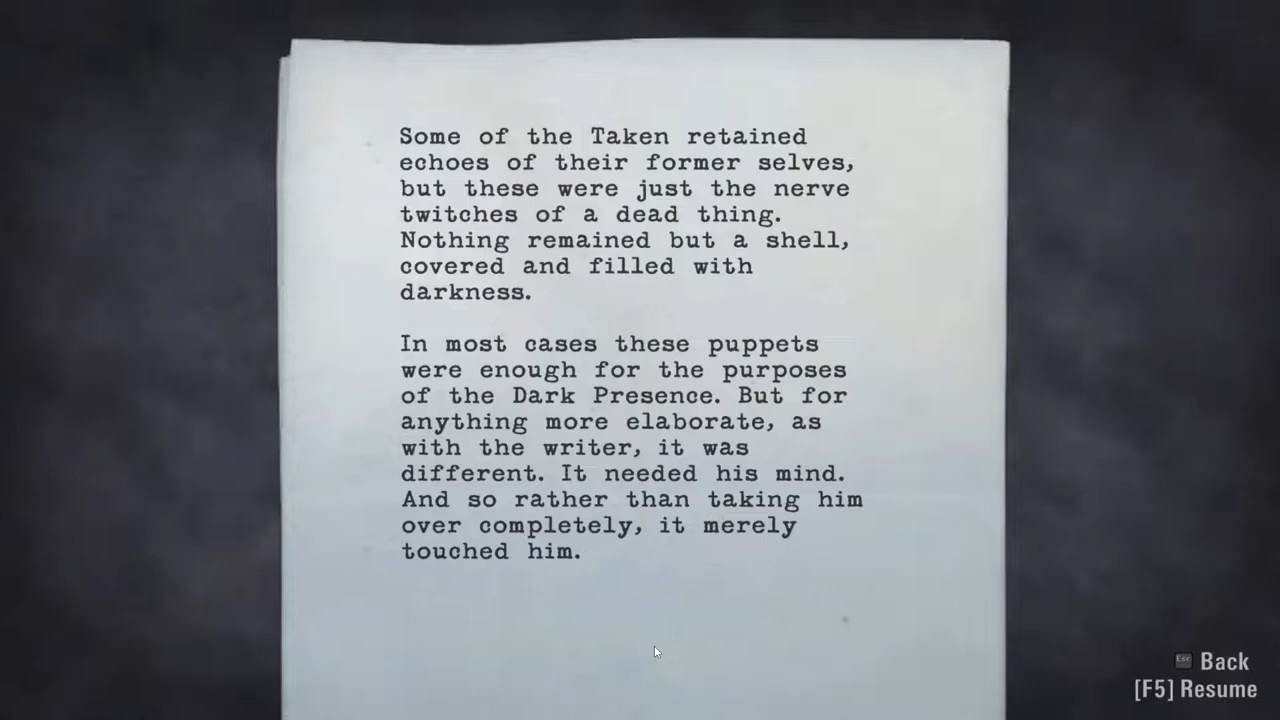 Some of the Taken retained
echoes of their former selves,
but these were just the nerve
twitches of a dead thing.
Nothing remained but a shell,
covered and filled with
darkness.
In most cases these puppets
were enough for the purposes
of the Dark Presence. But for
anything more elaborate, as
with the writer, it was
different. It needed his mind.
And so rather than taking him
over completely, it merely
touched him.
Esc Back
[F5] Resume